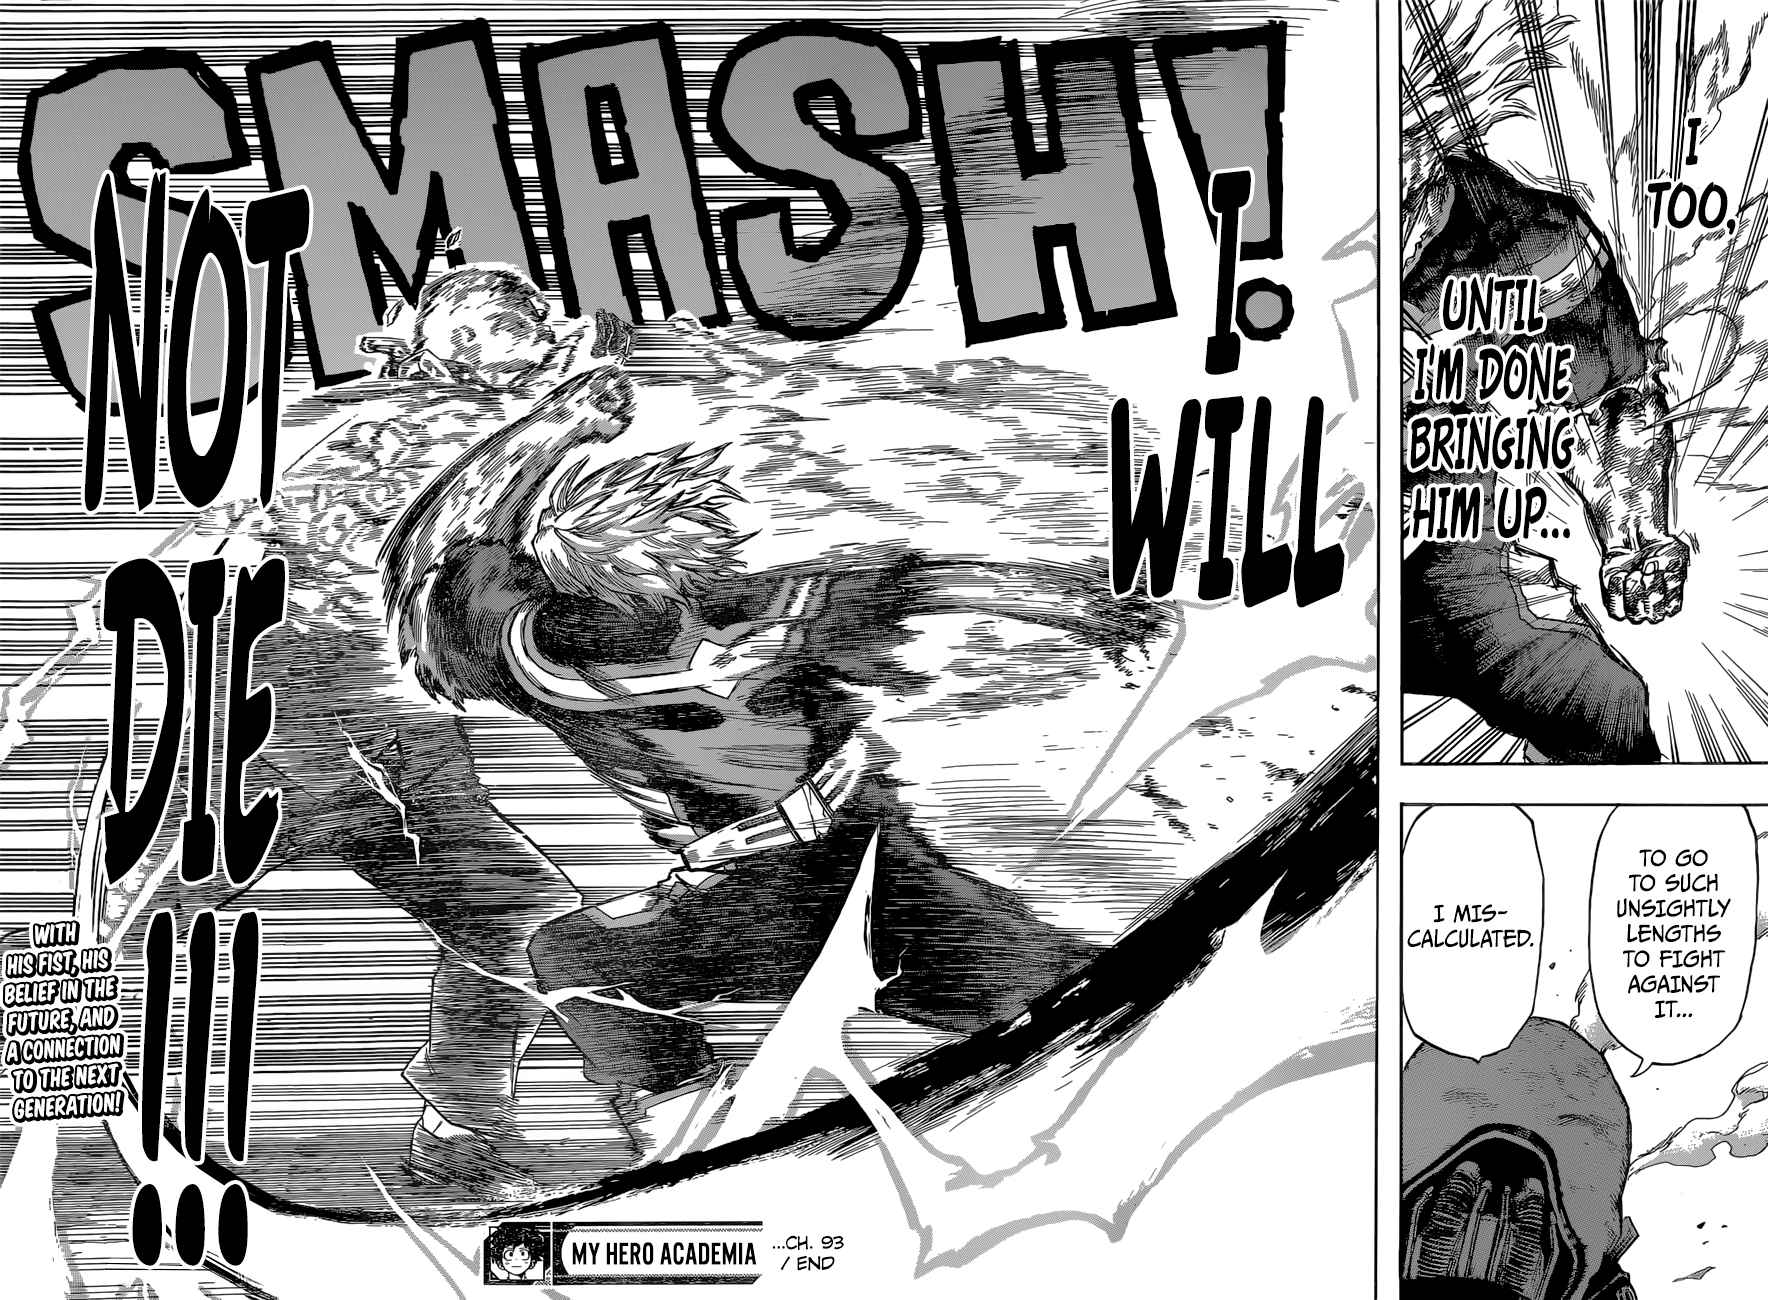 I
TOO,
UNTIL
I'M DONE
BRINGING
HIM UP...
TO GO
TO SUCH
UNSIGHTLY
LENGTHS
TO FIGHT
AGAINST
IT...
I MIS-
CALCULATED.
I
WILL
NOT
DIE!!!
SMASH!
WITH
HIS FIST, HIS
BELIEF IN THE
FUTURE, AND
A CONNECTION
TO THE NEXT
GENERATION!
MY HERO ACADEMIA
...CH. 93
/ END